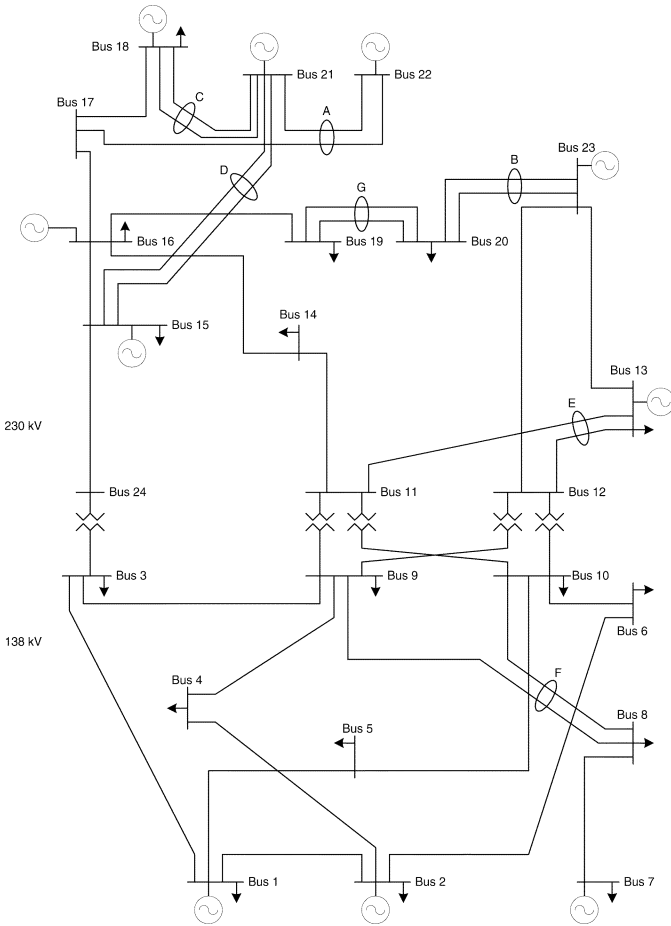 Bus 18
Bus 21
Bus 22
C
A
Bus 17
Bus 23
B
D
G
Bus 16
Bus 19
Bus 20
Bus 14
Bus 15
Bus 13
E
230 kV
Bus 24
Bus 11
Bus 12
Bus 3
Bus 9
Bus 10
Bus 6
138 kV
Bus 4
F
Bus 8
Bus 5
Bus 1
Bus 2
Bus 7